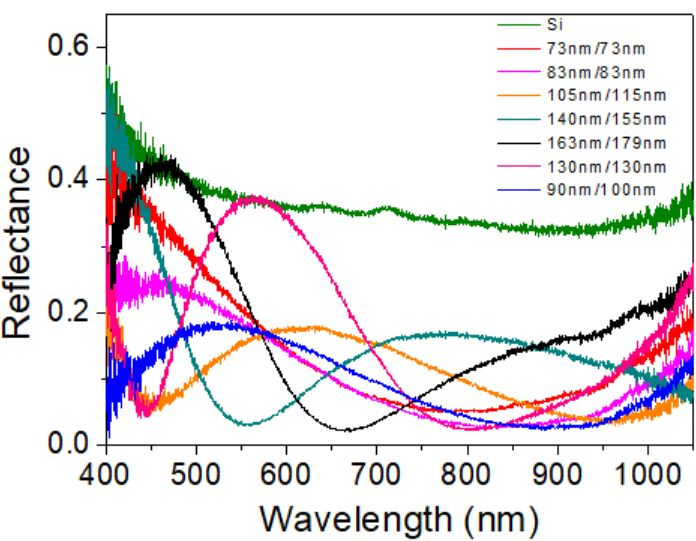 Si
73nm/73nm
83nm/83nm
105nm/115nm
140nm/155nm
163nm/179nm
130nm/130nm
90nm/100nm
Reflectance
0.6
0.4
0.2
0.0
400 500 600 700 800 900 1000
Wavelength (nm)